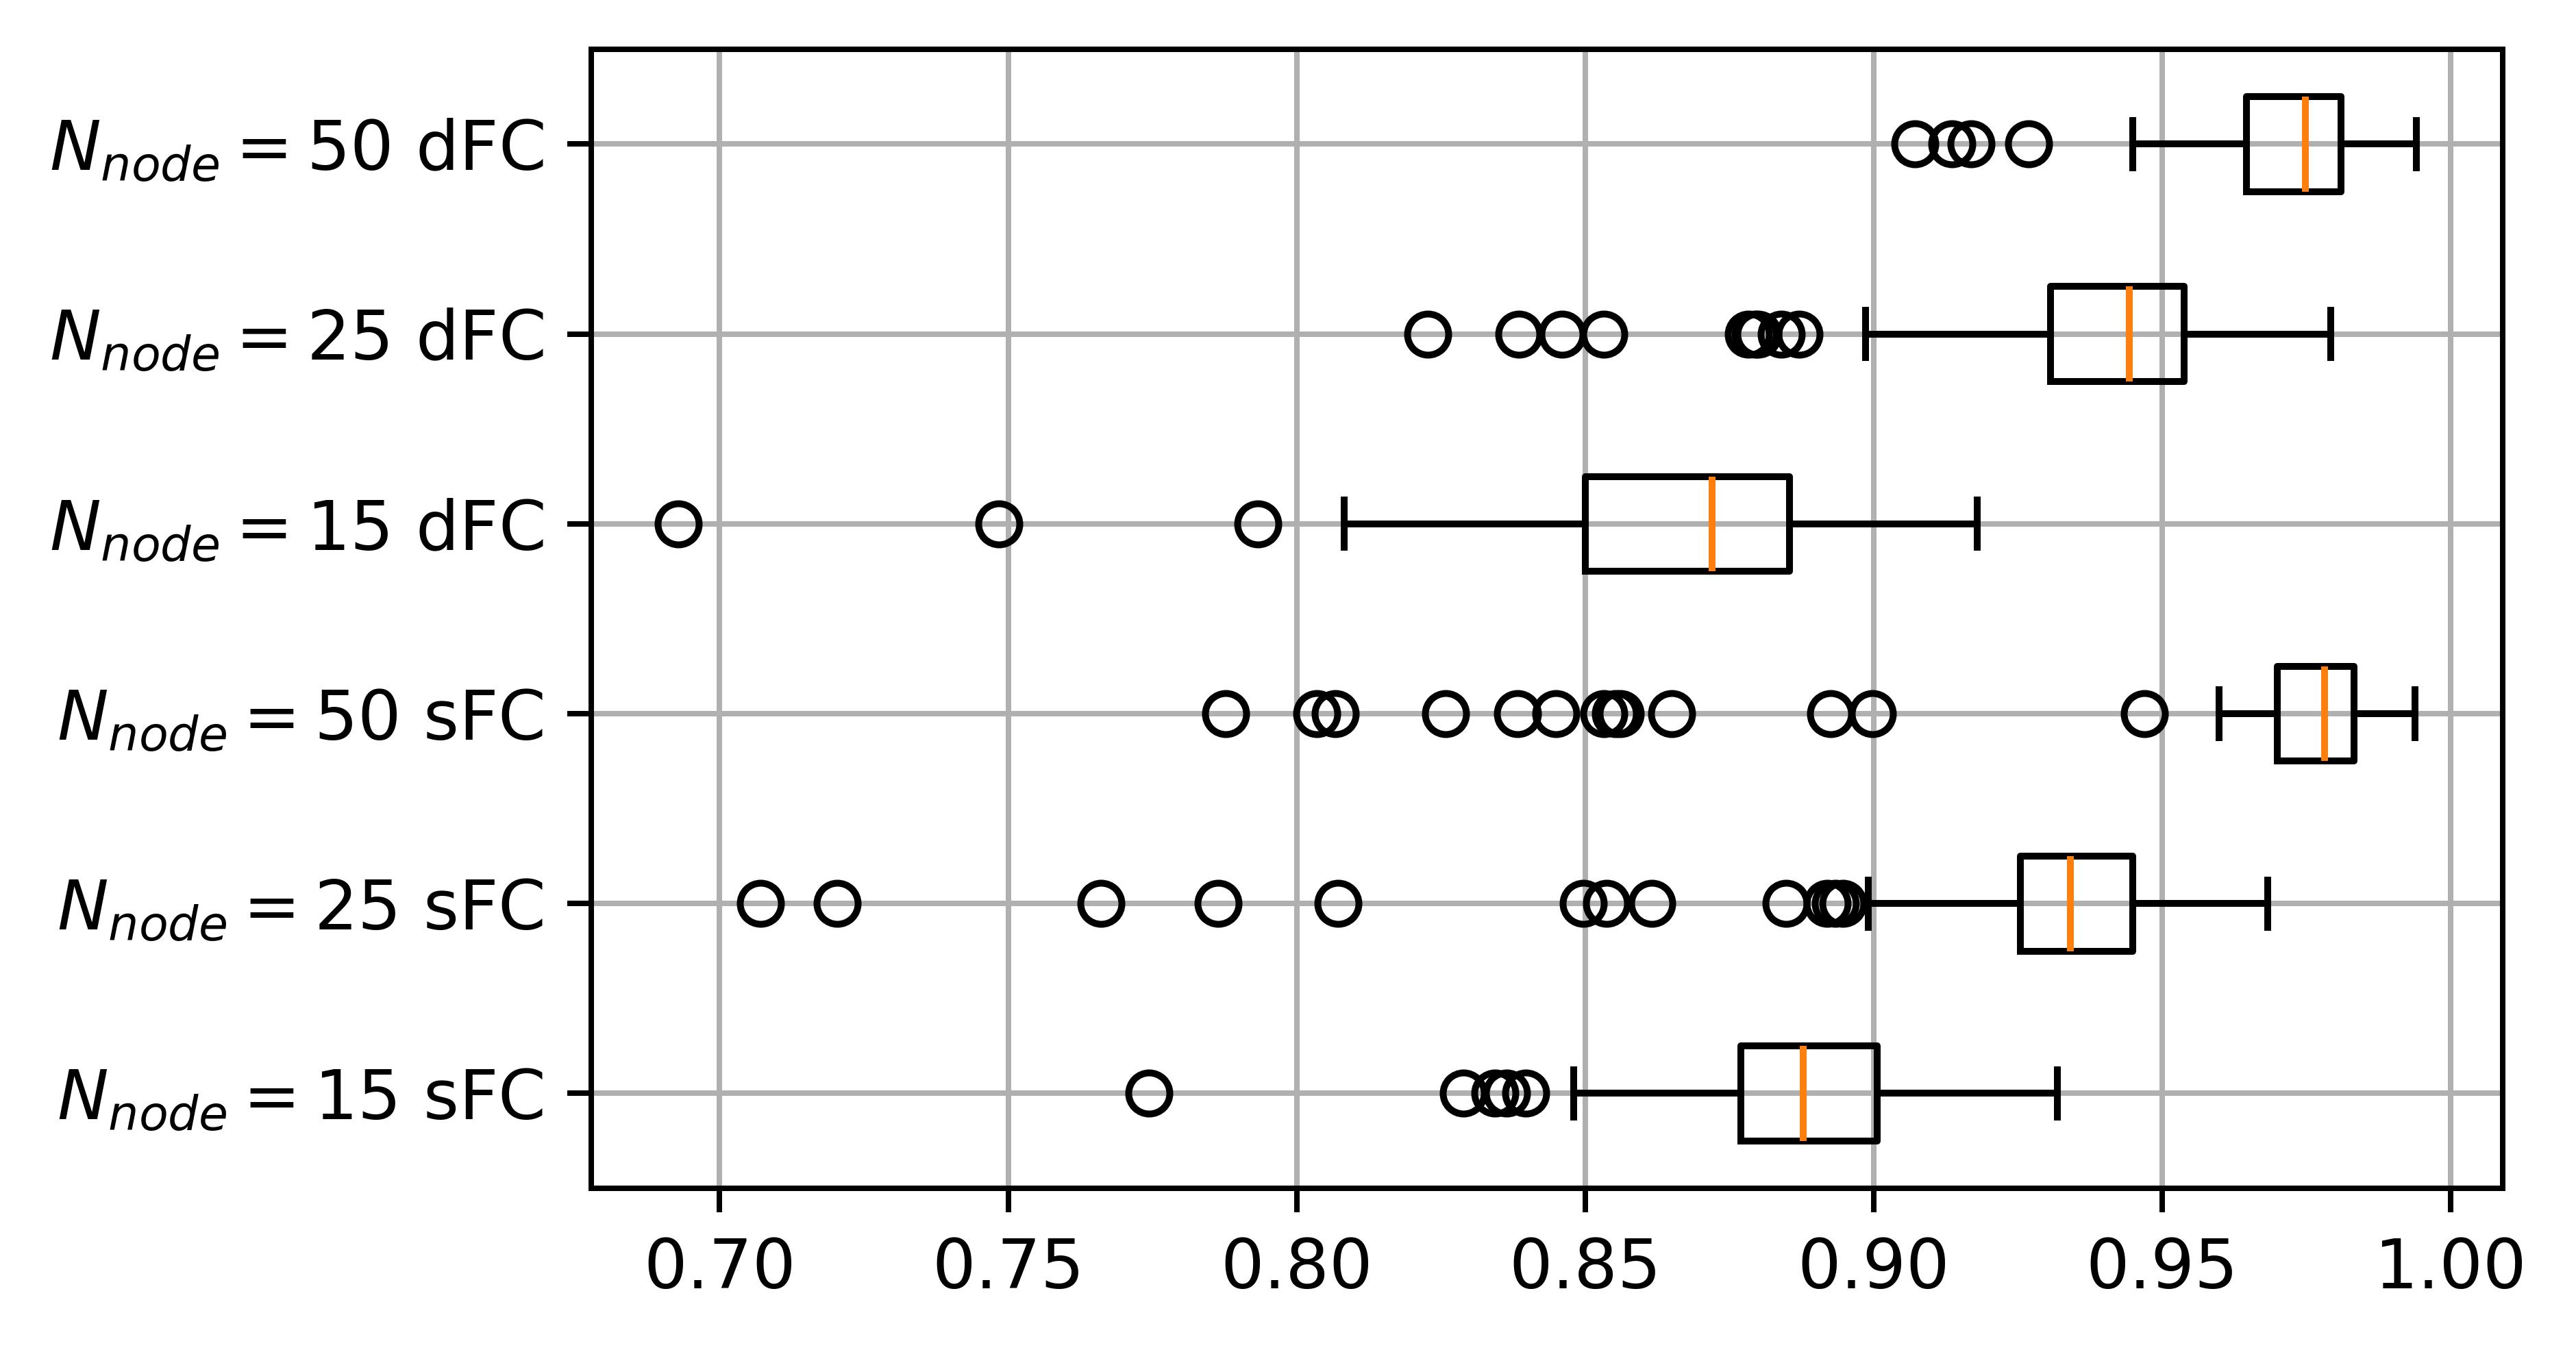 N_node = 50 dFC
N_node = 25 dFC
N_node = 15 dFC
N_node = 50 sFC
N_node = 25 sFC
N_node = 15 sFC
0.70 0.75 0.80 0.85 0.90 0.95 1.00